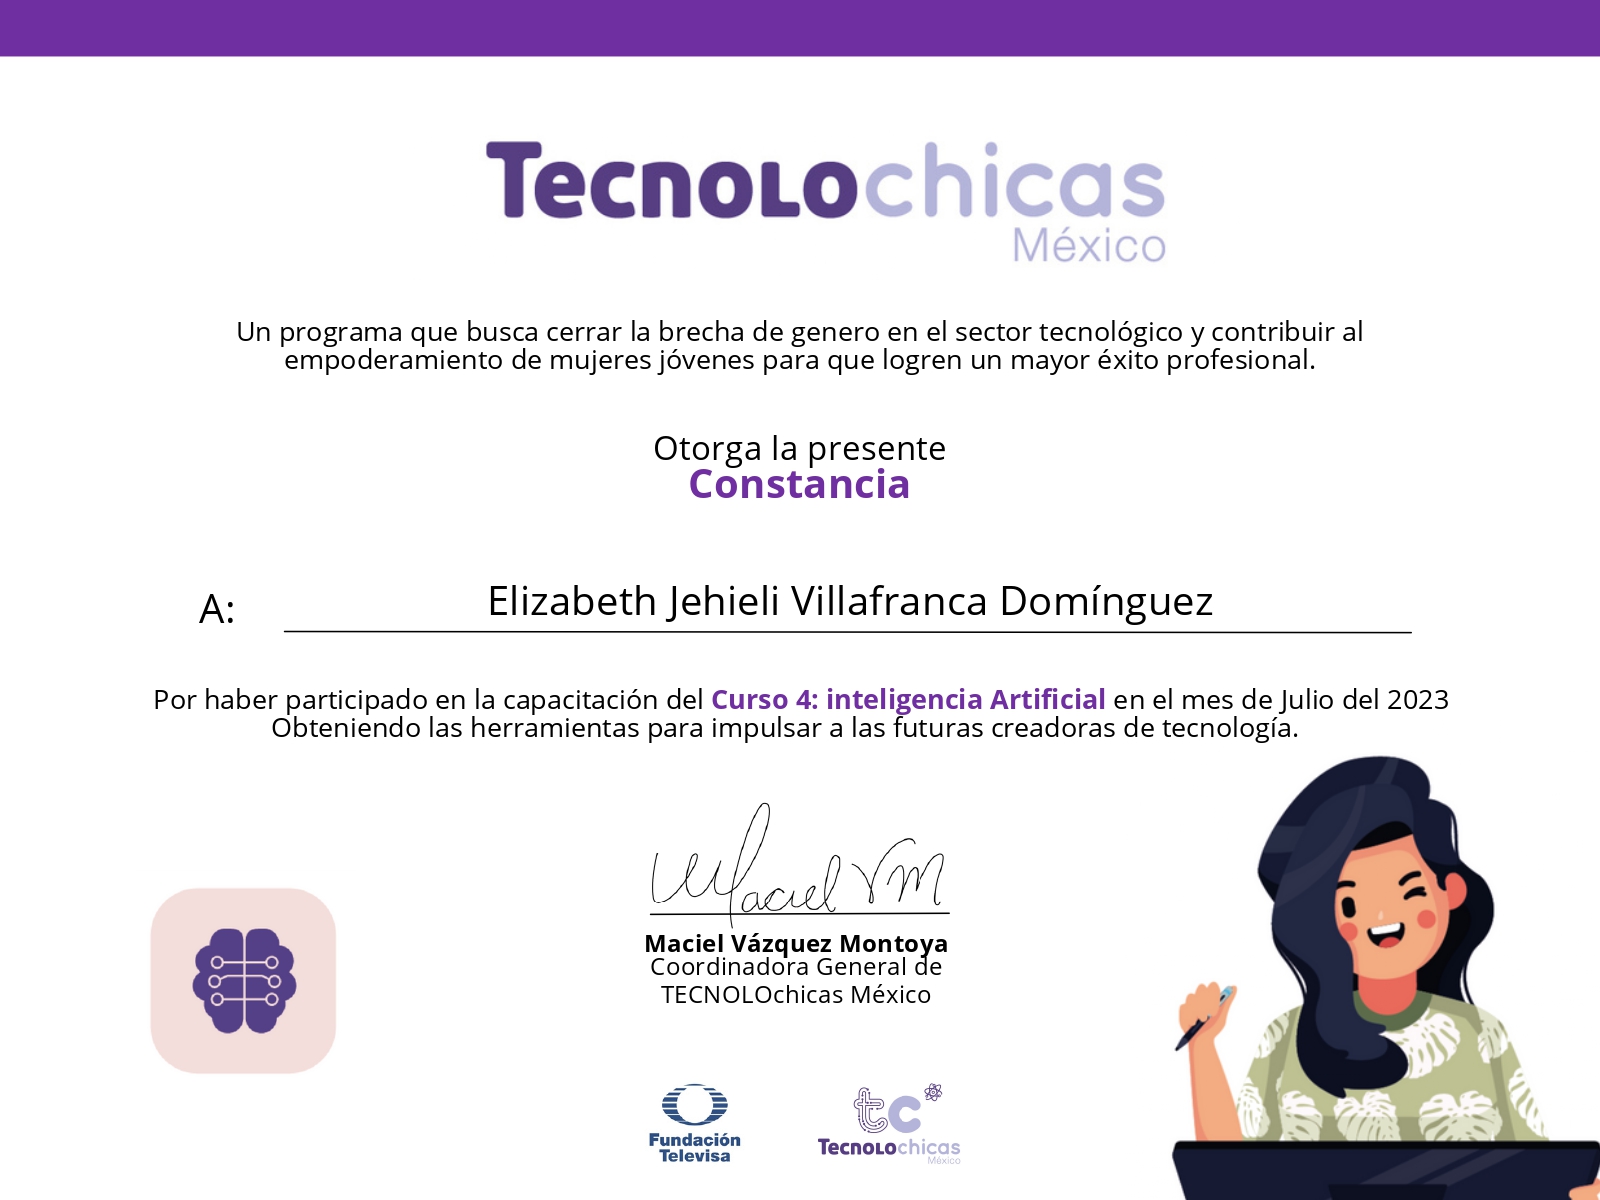 Tecnolochicas
México
Un programa que busca cerrar la brecha de genero en el sector tecnológico y contribuir al
empoderamiento de mujeres jóvenes para que logren un mayor éxito profesional.
Otorga la presente
Constancia
A: Elizabeth Jehieli Villafranca Domínguez
Por haber participado en la capacitación del Curso 4: inteligencia Artificial en el mes de Julio del 2023
Obteniendo las herramientas para impulsar a las futuras creadoras de tecnología.
Maciel VM
Maciel Vázquez Montoya
Coordinadora General de
TECNOLOchicas México
Fundación
Televisa
tc
Tecnolochicas
México